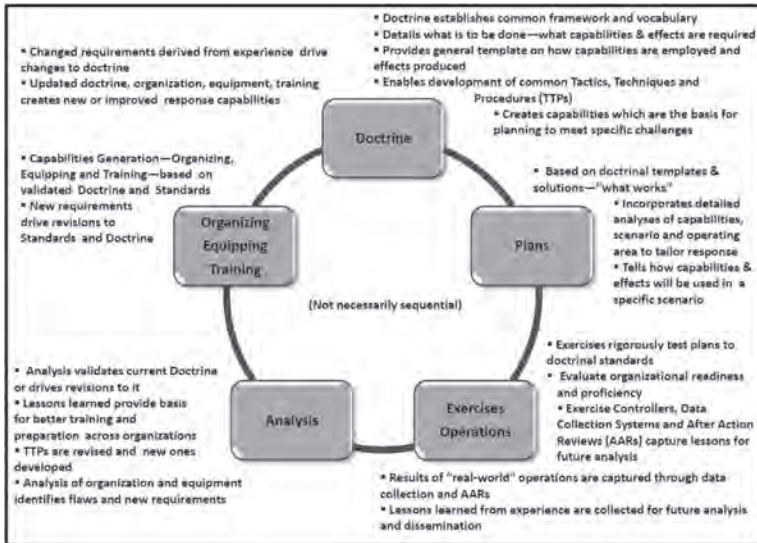 ▪ Doctrine establishes common framework and vocabulary
▪ Details what is to be done—what capabilities & effects are required
▪ Provides general template on how capabilities are employed and
effects produced
▪ Enables development of common Tactics, Techniques and
Procedures (TTPs)
▪ Creates capabilities which are the basis for
planning to meet specific challenges
▪ Changed requirements derived from experience drive
changes to doctrine
▪ Updated doctrine, organization, equipment, training
creates new or improved response capabilities
Doctrine
▪ Based on doctrinal templates &
solutions—"what works"
▪ Incorporates detailed
analyses of capabilities,
scenario and operating
area to tailor response
▪ Tells how capabilities &
effects will be used in a
specific scenario
Plans
▪ Capabilities Generation—Organizing,
Equipping and Training—based on
validated Doctrine and Standards
▪ New requirements
drive revisions to
Standards and Doctrine
Organizing
Equipping
Training
(Not necessarily sequential)
▪ Exercises rigorously test plans to
doctrinal standards
▪ Evaluate organizational readiness
and proficiency
▪ Exercise Controllers, Data
Collection Systems and After Action
Reviews (AARs) capture lessons for
future analysis
Exercises
Operations
▪ Results of "real-world" operations are captured through data
collection and AARs
▪ Lessons learned from experience are collected for future analysis
and dissemination
Analysis
▪ Analysis validates current Doctrine
or drives revisions to it
▪ Lessons learned provide basis
for better training and
preparation across organizations
▪ TTPs are revised and new ones
developed
▪ Analysis of organization and equipment
identifies flaws and new requirements